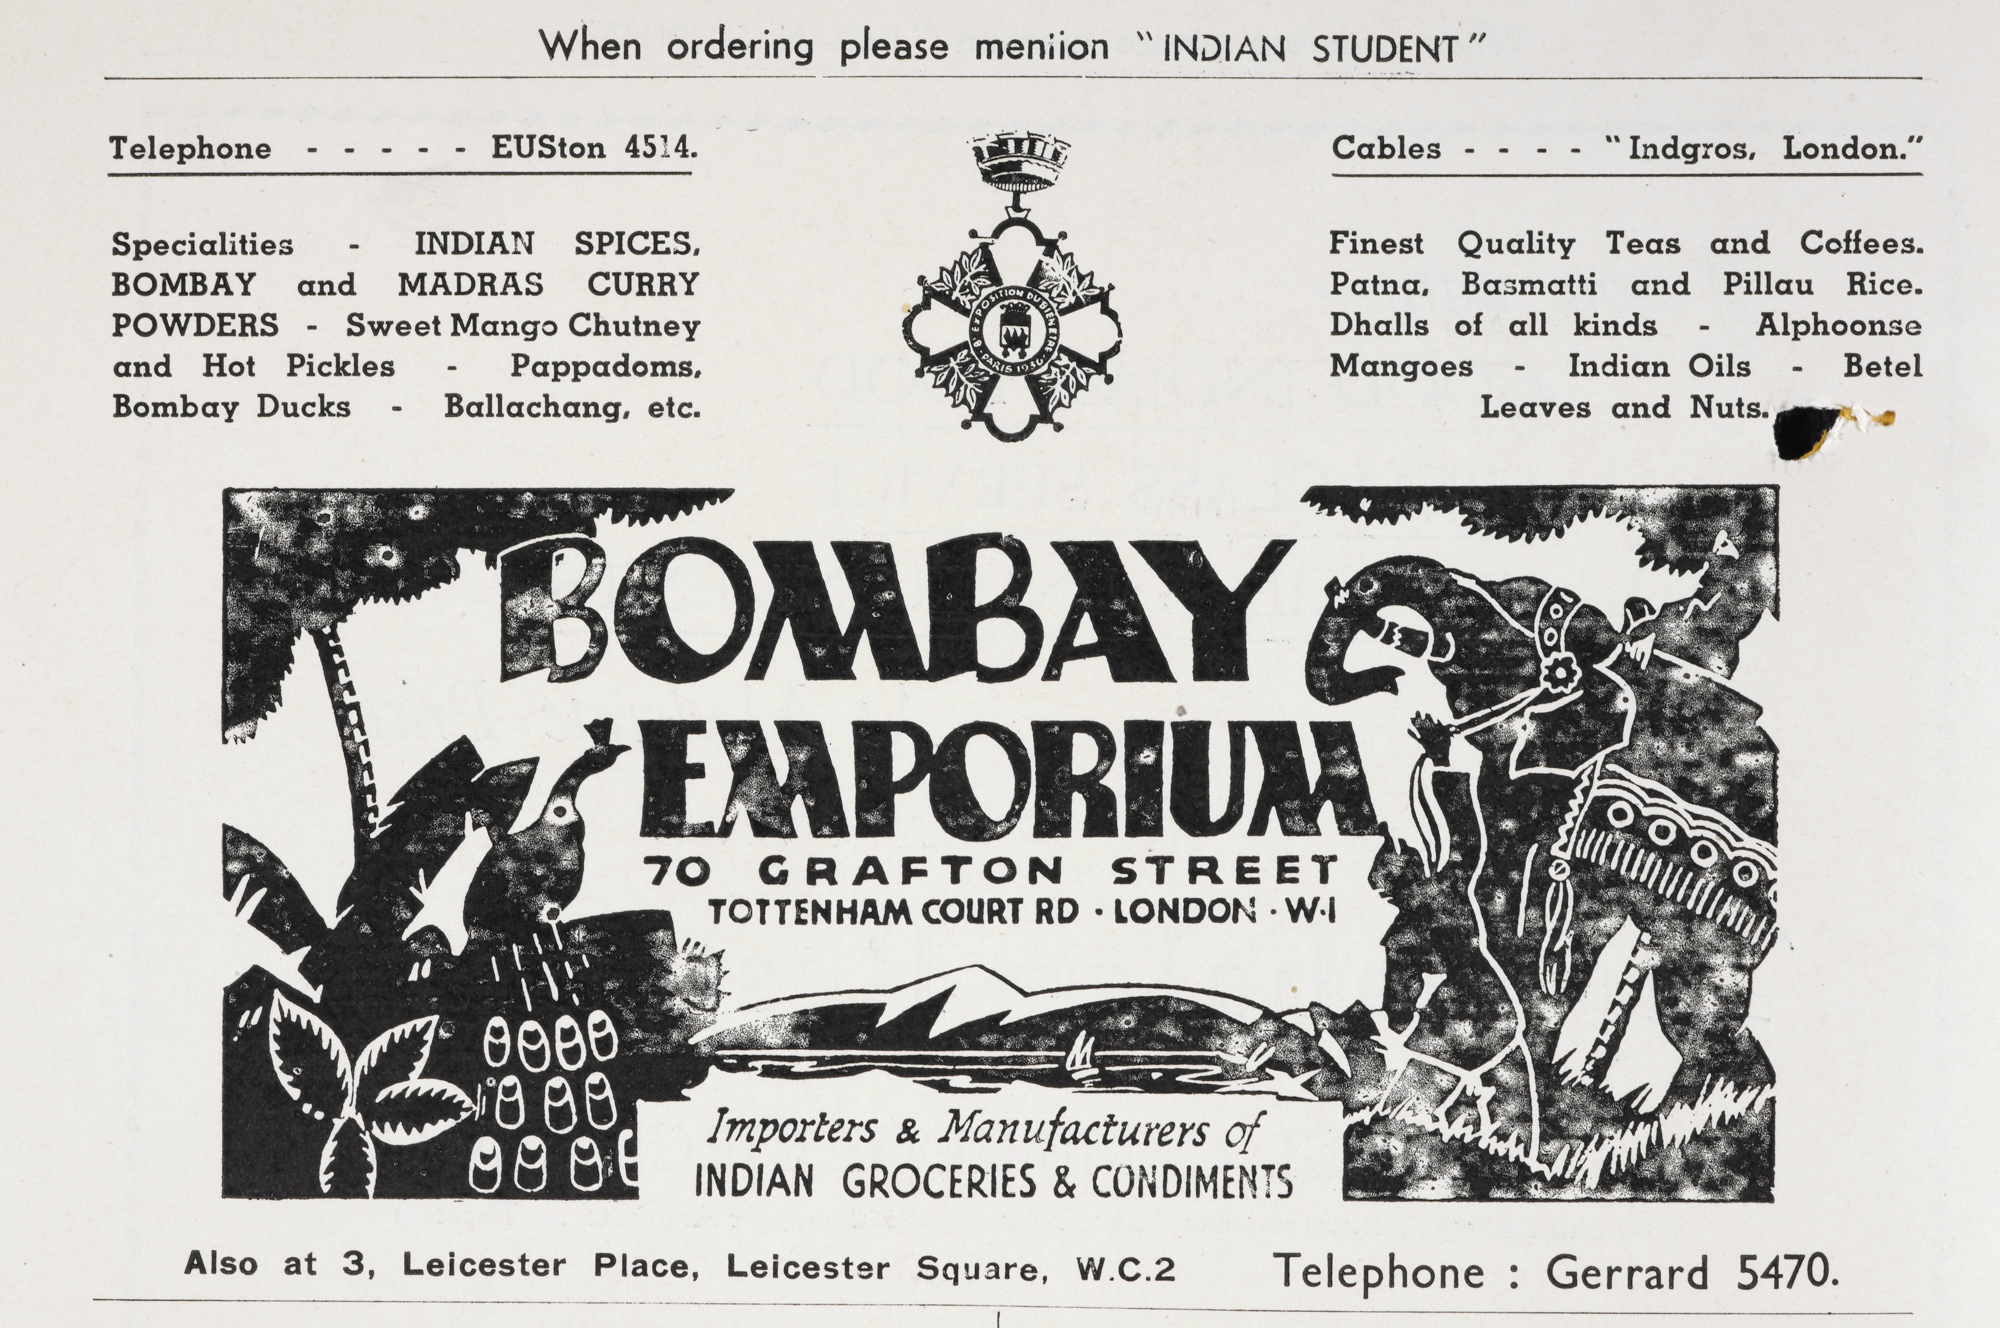 When ordering please meniion "INDIAN STUDENT"
Telephone - - - - - EUSton 4514.
Specialities - INDIAN SPICES,
BOMBAY and MADRAS CURRY
POWDERS - Sweet Mango Chutney
and Hot Pickles - Pappadoms,
Bombay Ducks - Ballachang, etc.
8e EXPOSITION DU BIEN ETRE
PARIS 1936
Cables - - - - "Indgros, London."
Finest Quality Teas and Coffees.
Patna, Basmatti and Pillau Rice.
Dhalls of all kinds - Alphoonse
Mangoes - Indian Oils - Betel
Leaves and Nuts.
BOMBAY
EMPORIUM
70 GRAFTON STREET
TOTTENHAM COURT RD · LONDON · W·1
Importers & Manufacturers of
INDIAN GROCERIES & CONDIMENTS
Also at 3, Leicester Place, Leicester Square, W.C.2 Telephone : Gerrard 5470.